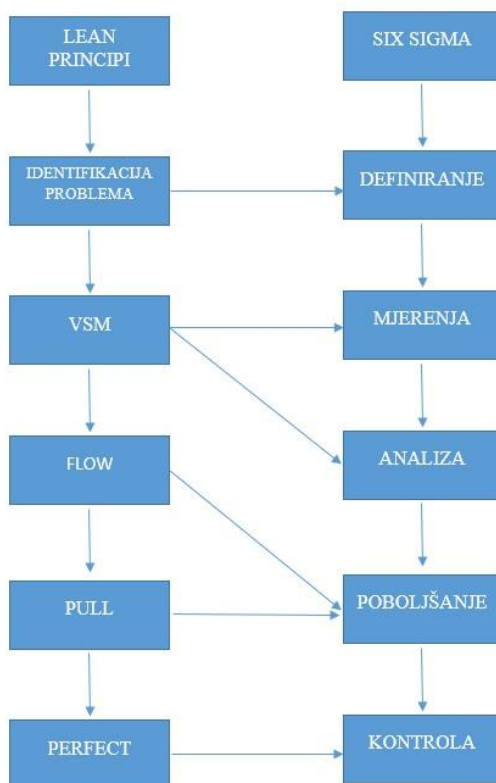 LEAN
PRINCIPI
SIX SIGMA
IDENTIFIKACIJA
PROBLEMA
DEFINIRANJE
VSM
MJERENJA
FLOW
ANALIZA
PULL
POBOLJŠANJE
PERFECT
KONTROLA